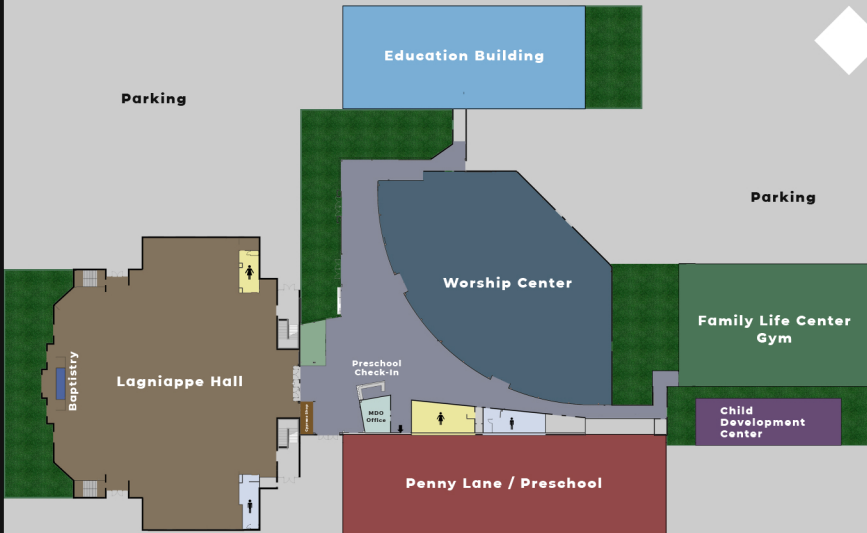 Education Building
Parking
Parking
Worship Center
Family Life Center
Gym
Preschool
Check-In
Baptistry
Lagniappe Hall
MDO
Office
Child
Development
Center
Penny Lane / Preschool